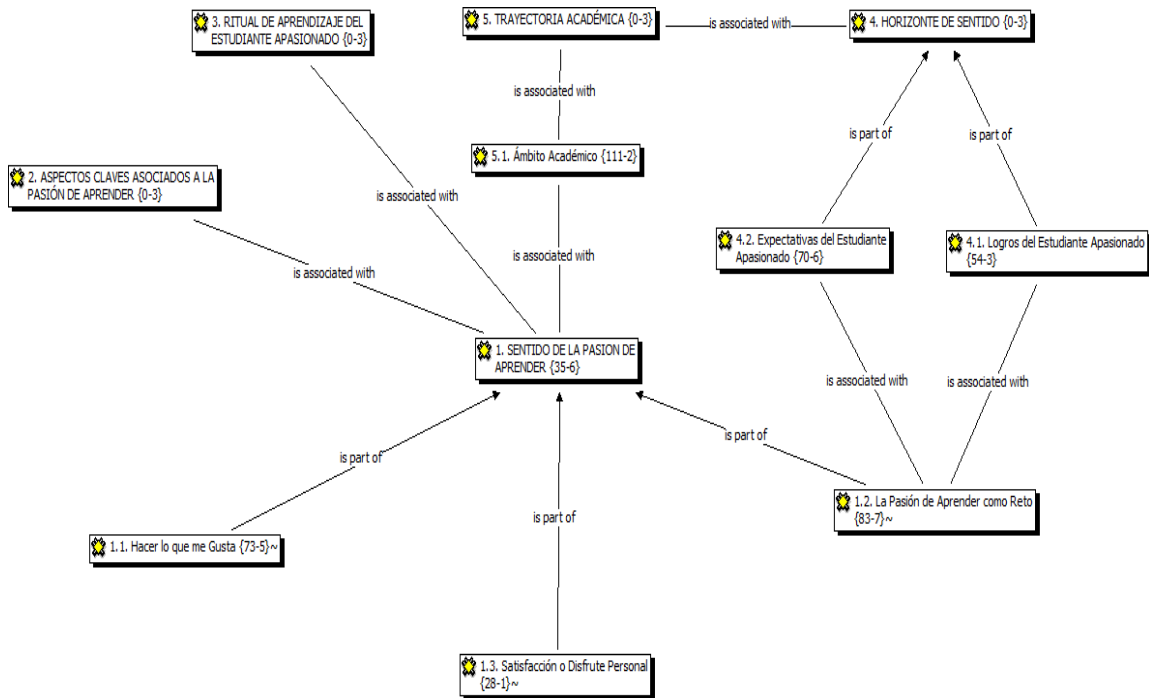 3. RITUAL DE APRENDIZAJE DEL
ESTUDIANTE APASIONADO {0-3}
5. TRAYECTORIA ACADÉMICA {0-3}
is associated with
4. HORIZONTE DE SENTIDO {0-3}
is associated with
is part of
is part of
5.1. Ámbito Académico {111-2}
2. ASPECTOS CLAVES ASOCIADOS A LA
PASIÓN DE APRENDER {0-3}
is associated with
4.2. Expectativas del Estudiante
Apasionado {70-6}
4.1. Logros del Estudiante Apasionado
{54-3}
is associated with
is associated with
1. SENTIDO DE LA PASION DE
APRENDER {35-6}
is associated with
is associated with
is part of
is part of
1.2. La Pasión de Aprender como Reto
{83-7}~
is part of
1.1. Hacer lo que me Gusta {73-5}~
1.3. Satisfacción o Disfrute Personal
{28-1}~